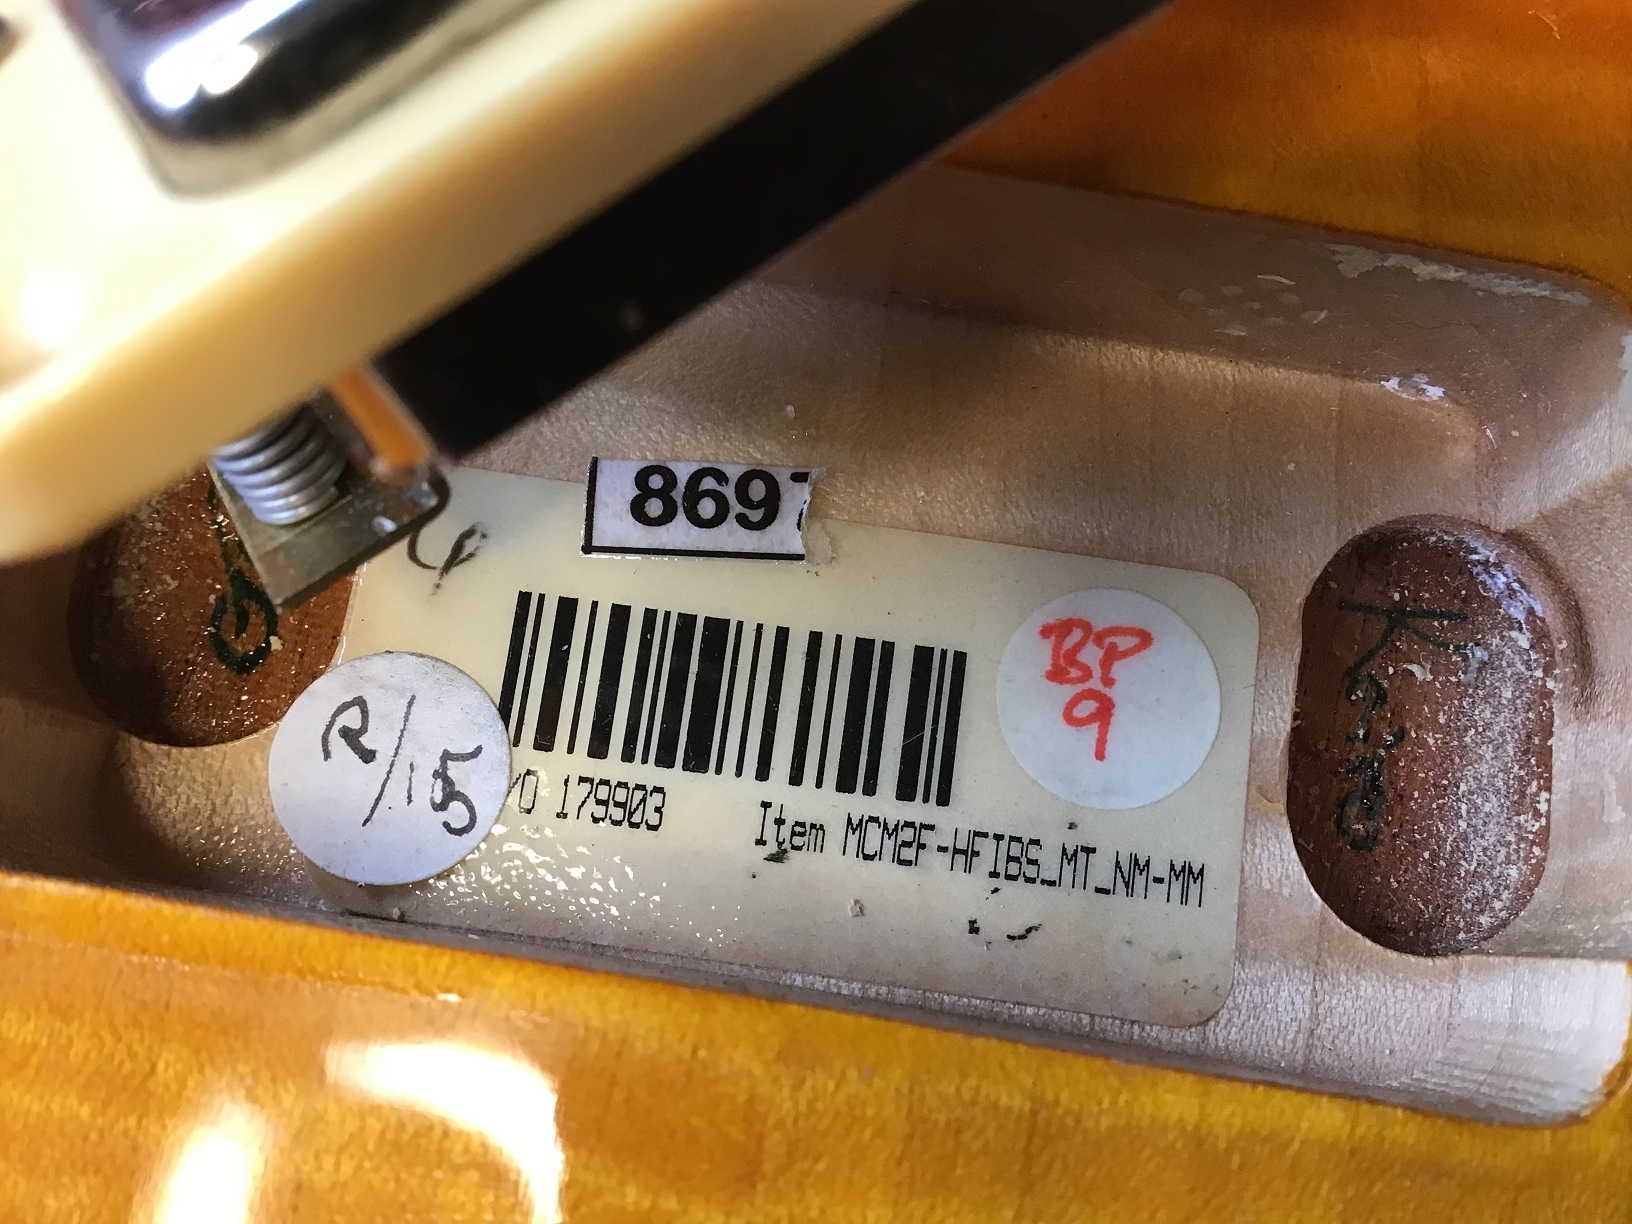 869
BP
9
R/15
/O 179903
Item MCM2F-HFIBS_MT_NM-MM